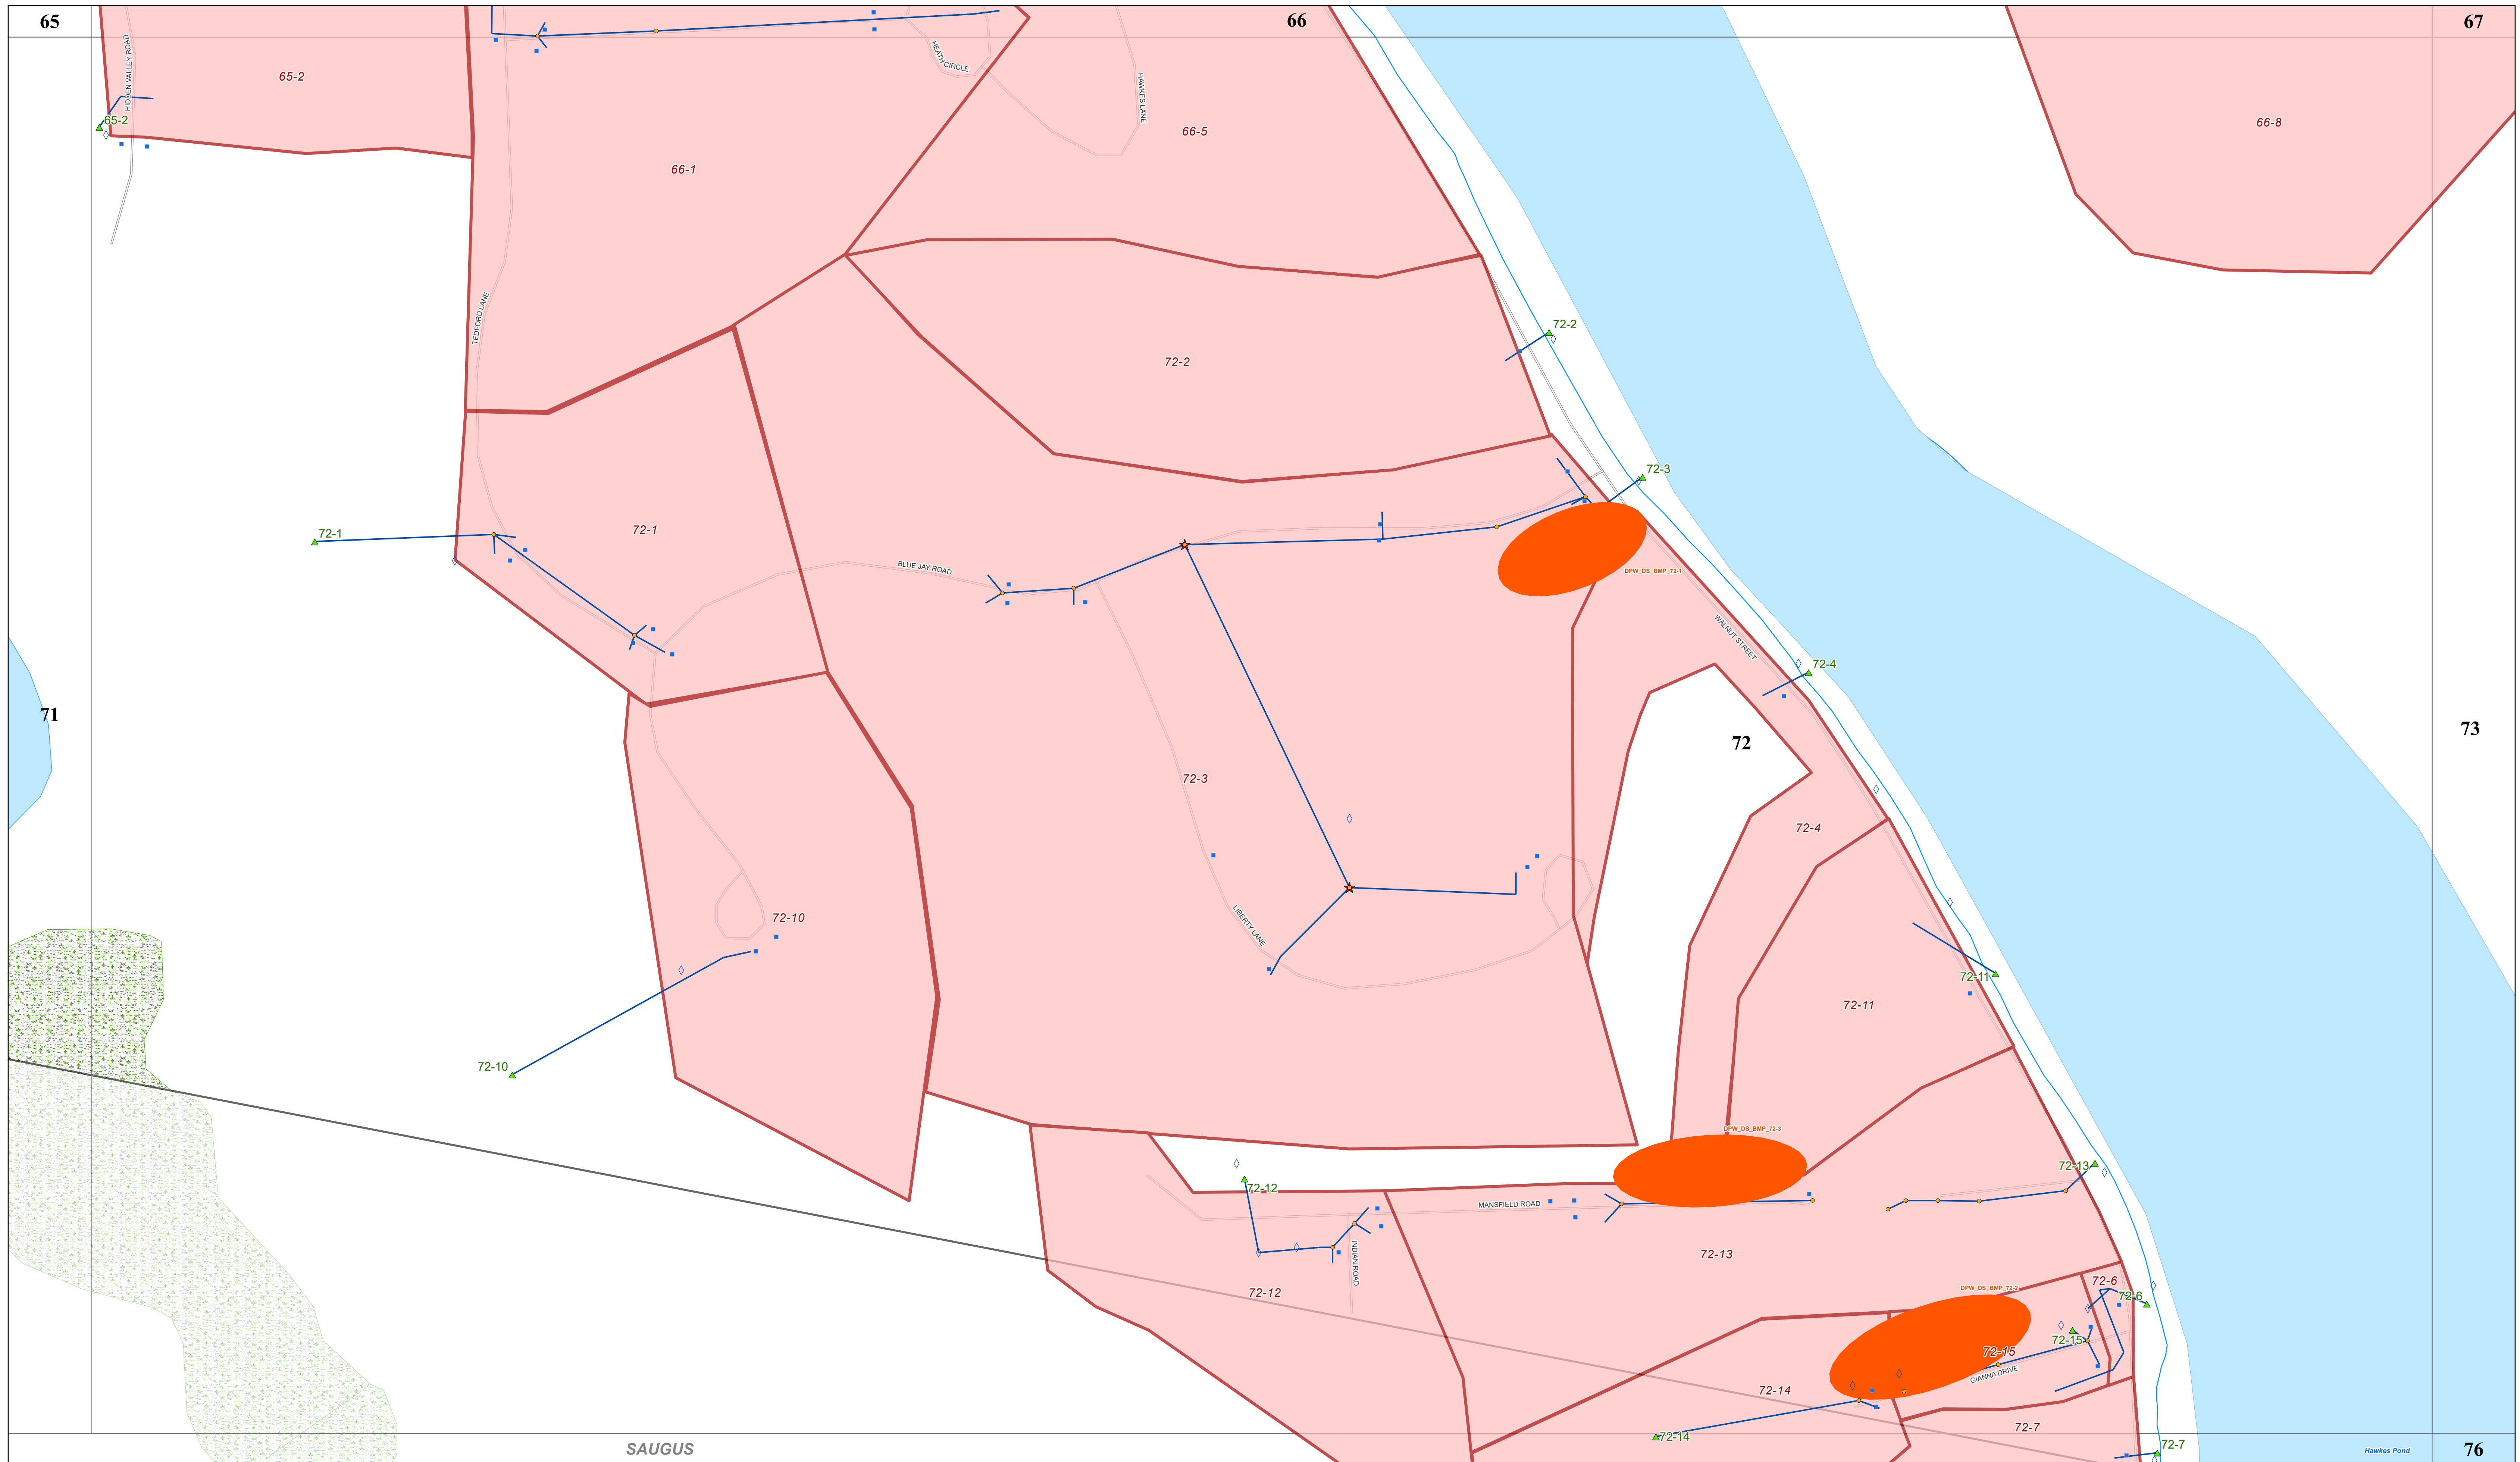 65
66
67
HIDDEN VALLEY ROAD
65-2
HEATH CIRCLE
HAWKES LANE
65-2
66-5
66-8
66-1
TEDFORD LANE
72-2
72-2
72-3
72-1
72-1
BLUE JAY ROAD
DPW_DS_BMP_72-1
WALNUT STREET
72-4
71
72
73
72-3
72-4
72-10
LIBERTY LANE
72-11
72-11
72-10
DPW_DS_BMP_72-3
72-13
72-12
MANSFIELD ROAD
INDIAN ROAD
72-13
72-12
72-6
DPW_DS_BMP_72-2
72-6
72-15
72-15
GIANNA DRIVE
72-14
72-7
72-14
SAUGUS
72-7
Hawkes Pond
76